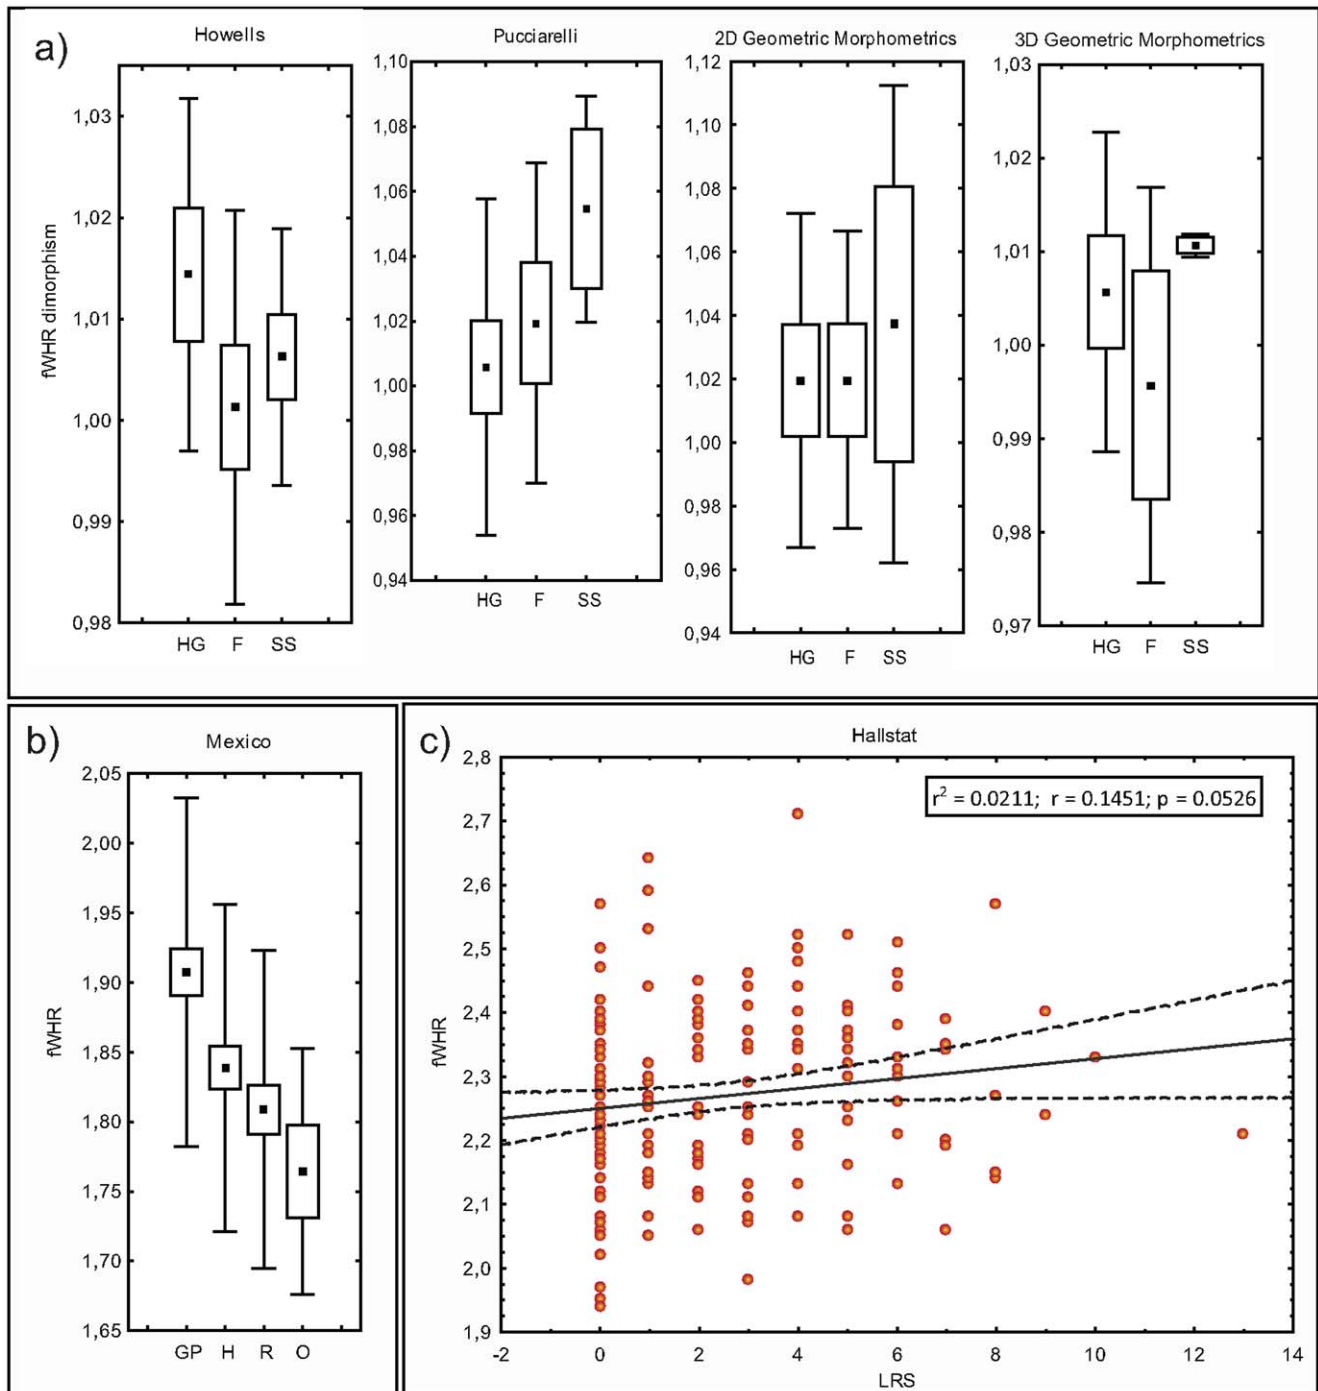 a)
Howells
fWHR dimorphism
1,03
1,02
1,01
1,00
0,99
0,98
HG F SS
Pucciarelli
1,10
1,08
1,06
1,04
1,02
1,00
0,98
0,96
0,94
HG F SS
2D Geometric Morphometrics
1,12
1,10
1,08
1,06
1,04
1,02
1,00
0,98
0,96
0,94
HG F SS
3D Geometric Morphometrics
1,03
1,02
1,01
1,00
0,99
0,98
0,97
HG F SS
b)
Mexico
fWHR
2,05
2,00
1,95
1,90
1,85
1,80
1,75
1,70
1,65
GP H R O
c)
Hallstat
r² = 0.0211; r = 0.1451; p = 0.0526
fWHR
2,8
2,7
2,6
2,5
2,4
2,3
2,2
2,1
2,0
1,9
-2 0 2 4 6 8 10 12 14
LRS